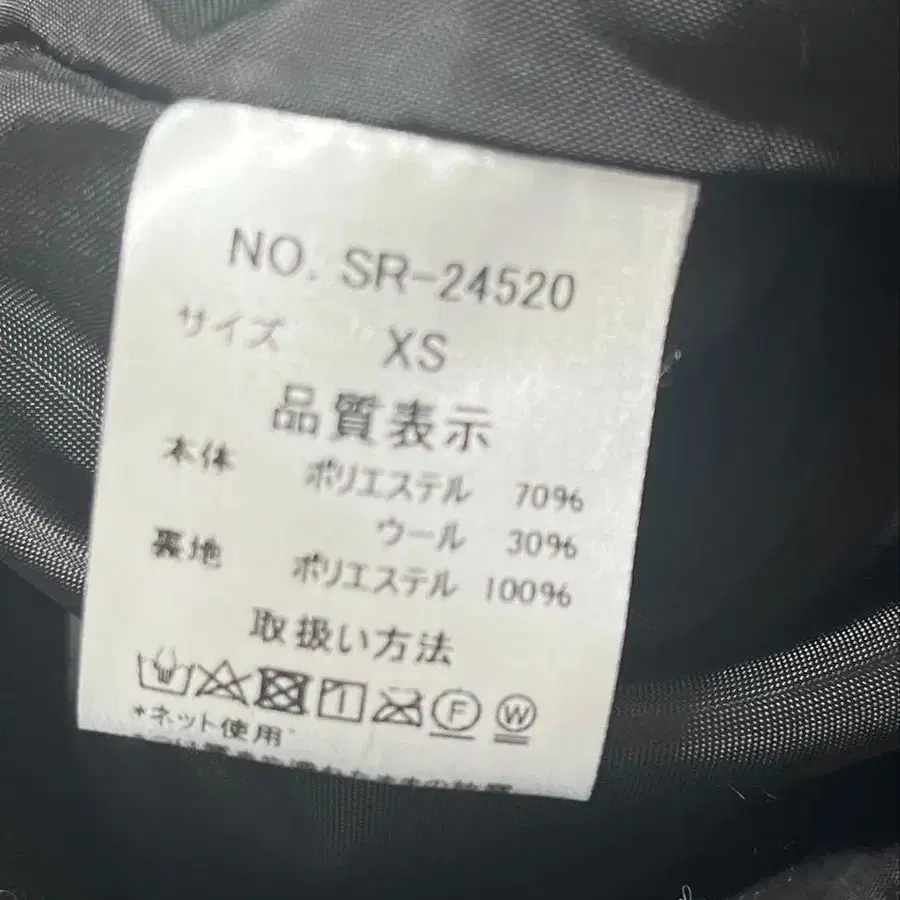 NO. SR-24520
サイズ XS
品質表示
本体 ポリエステル 70%
ウール 30%
裏地 ポリエステル 100%
取扱い方法
F W
*ネット使用